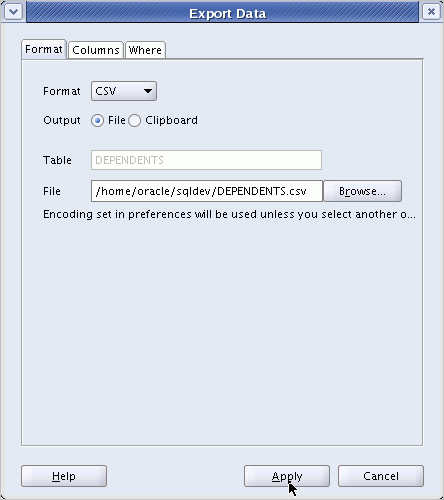 Export Data
Format Columns Where
Format CSV
Output File Clipboard
Table DEPENDENTS
File /home/oracle/sqldev/DEPENDENTS.csv Browse...
Encoding set in preferences will be used unless you select another o...
Help Apply Cancel